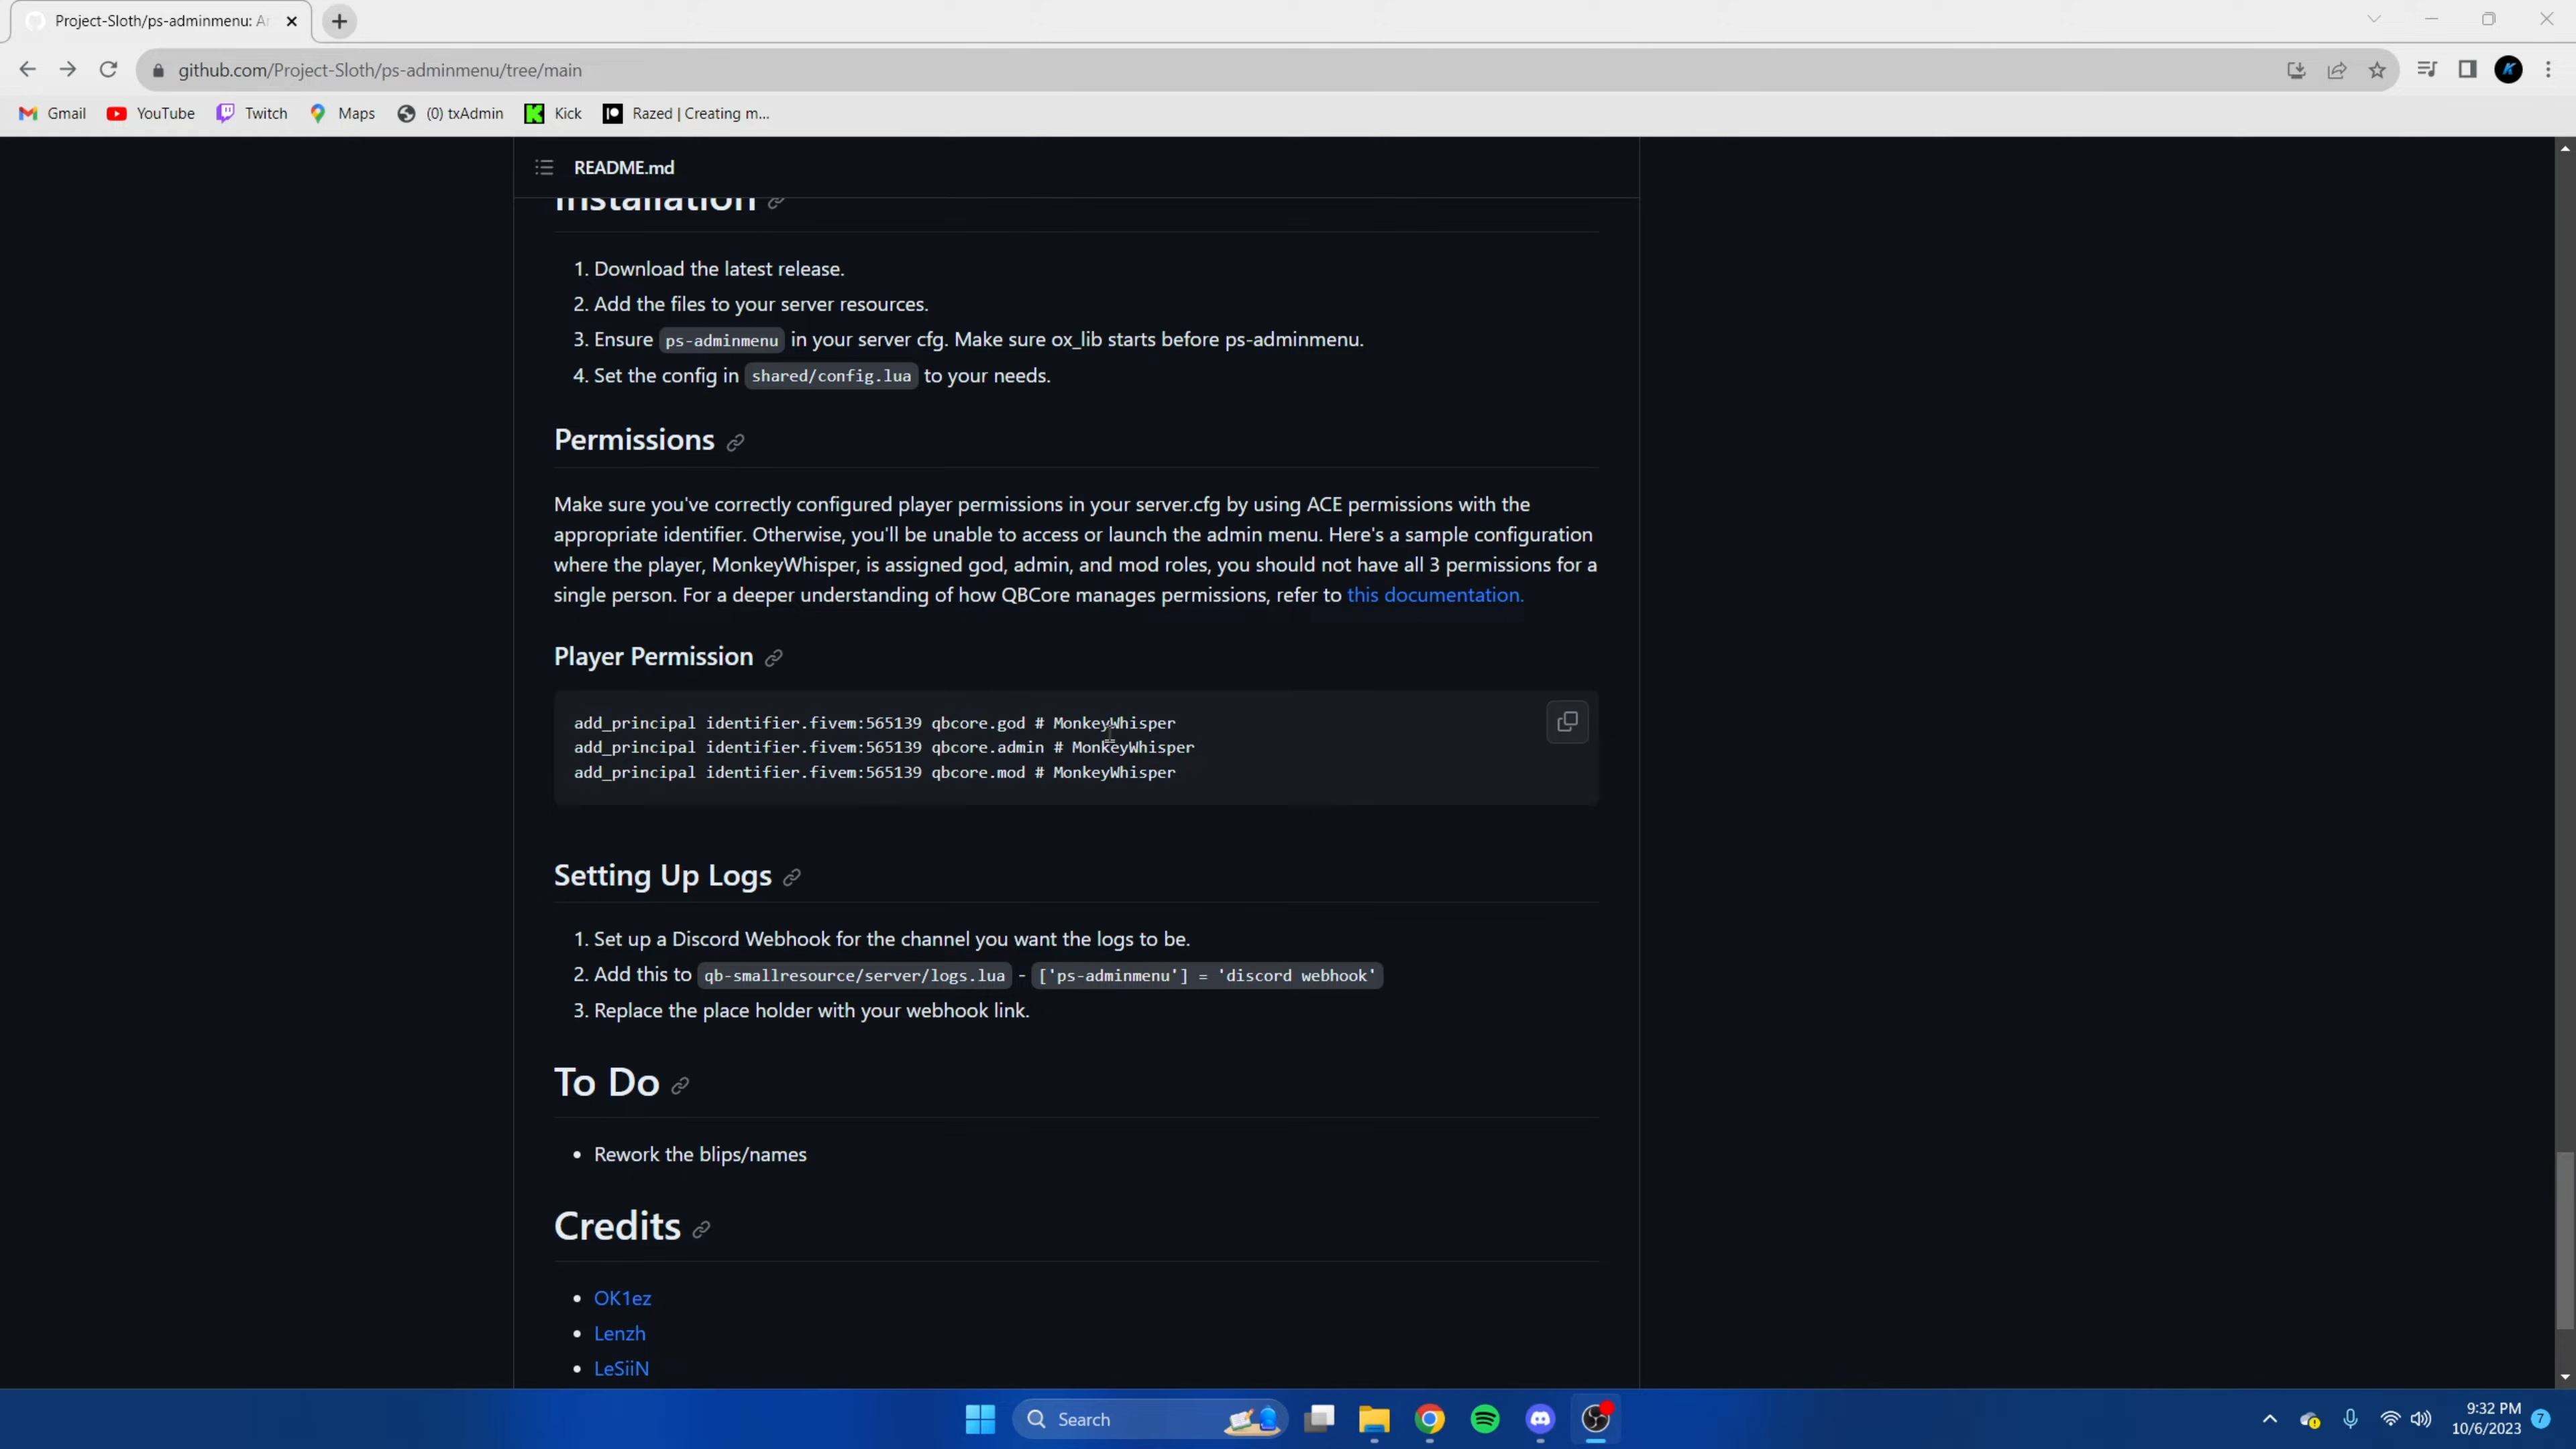 Project-Sloth/ps-adminmenu: Ar
github.com/Project-Sloth/ps-adminmenu/tree/main
Gmail YouTube Twitch Maps (0) txAdmin Kick Razed | Creating m...
README.md
Installation
1. Download the latest release.
2. Add the files to your server resources.
3. Ensure ps-adminmenu in your server cfg. Make sure ox_lib starts before ps-adminmenu.
4. Set the config in shared/config.lua to your needs.
Permissions
Make sure you've correctly configured player permissions in your server.cfg by using ACE permissions with the
appropriate identifier. Otherwise, you'll be unable to access or launch the admin menu. Here's a sample configuration
where the player, MonkeyWhisper, is assigned god, admin, and mod roles, you should not have all 3 permissions for a
single person. For a deeper understanding of how QBCore manages permissions, refer to this documentation.
Player Permission
add_principal identifier.fivem:565139 qbcore.god # MonkeyWhisper
add_principal identifier.fivem:565139 qbcore.admin # MonkeyWhisper
add_principal identifier.fivem:565139 qbcore.mod # MonkeyWhisper
Setting Up Logs
1. Set up a Discord Webhook for the channel you want the logs to be.
2. Add this to qb-smallresource/server/logs.lua - ['ps-adminmenu'] = 'discord webhook'
3. Replace the place holder with your webhook link.
To Do
• Rework the blips/names
Credits
• OK1ez
• Lenzh
• LeSiiN
Search
9:32 PM
10/6/2023
7